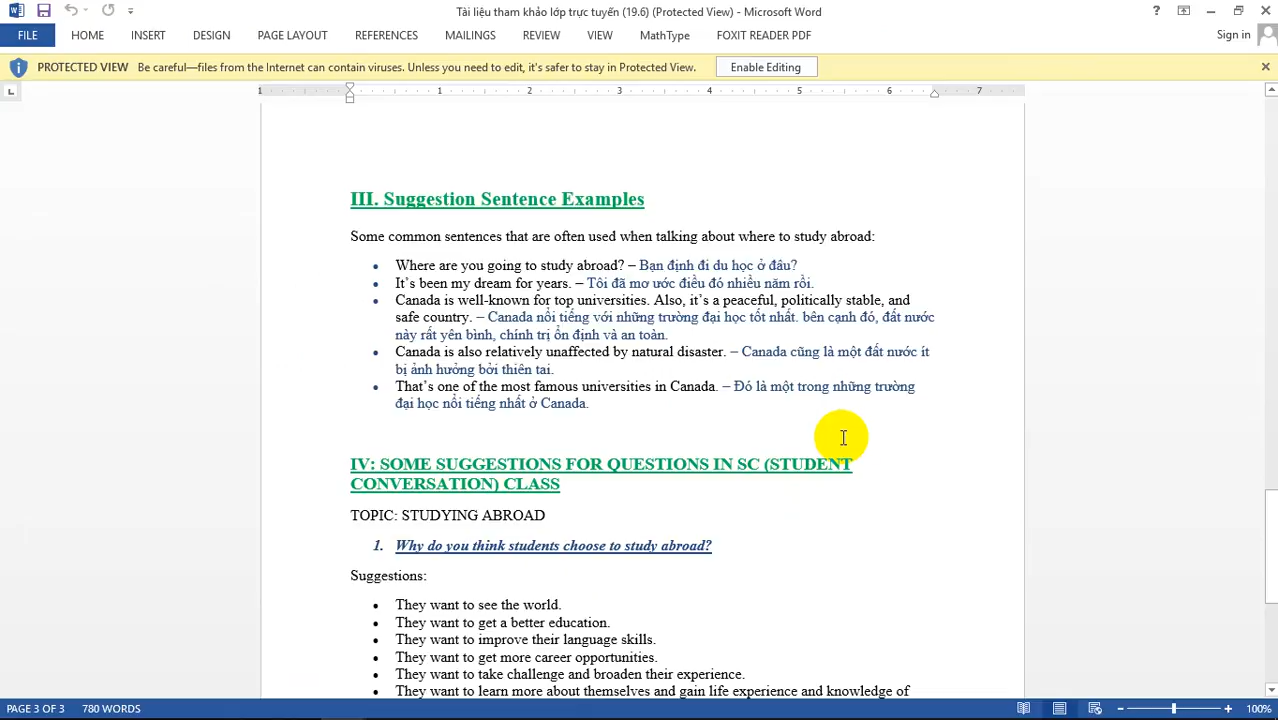 Tài liệu tham khảo lớp trực tuyến (19.6) (Protected View) - Microsoft Word
FILE HOME INSERT DESIGN PAGE LAYOUT REFERENCES MAILINGS REVIEW VIEW MathType FOXIT READER PDF Sign in
PROTECTED VIEW Be careful—files from the Internet can contain viruses. Unless you need to edit, it's safer to stay in Protected View. Enable Editing
1 1 2 3 4 5 6 7
III. Suggestion Sentence Examples
Some common sentences that are often used when talking about where to study abroad:
• Where are you going to study abroad? – Bạn định đi du học ở đâu?
• It's been my dream for years. – Tôi đã mơ ước điều đó nhiều năm rồi.
• Canada is well-known for top universities. Also, it's a peaceful, politically stable, and
safe country. – Canada nổi tiếng với những trường đại học tốt nhất. bên cạnh đó, đất nước
này rất yên bình, chính trị ổn định và an toàn.
• Canada is also relatively unaffected by natural disaster. – Canada cũng là một đất nước ít
bị ảnh hưởng bởi thiên tai.
• That's one of the most famous universities in Canada. – Đó là một trong những trường
đại học nổi tiếng nhất ở Canada.
IV: SOME SUGGESTIONS FOR QUESTIONS IN SC (STUDENT
CONVERSATION) CLASS
TOPIC: STUDYING ABROAD
1. Why do you think students choose to study abroad?
Suggestions:
• They want to see the world.
• They want to get a better education.
• They want to improve their language skills.
• They want to get more career opportunities.
• They want to take challenge and broaden their experience.
• They want to learn more about themselves and gain life experience and knowledge of
PAGE 3 OF 3 780 WORDS 100%